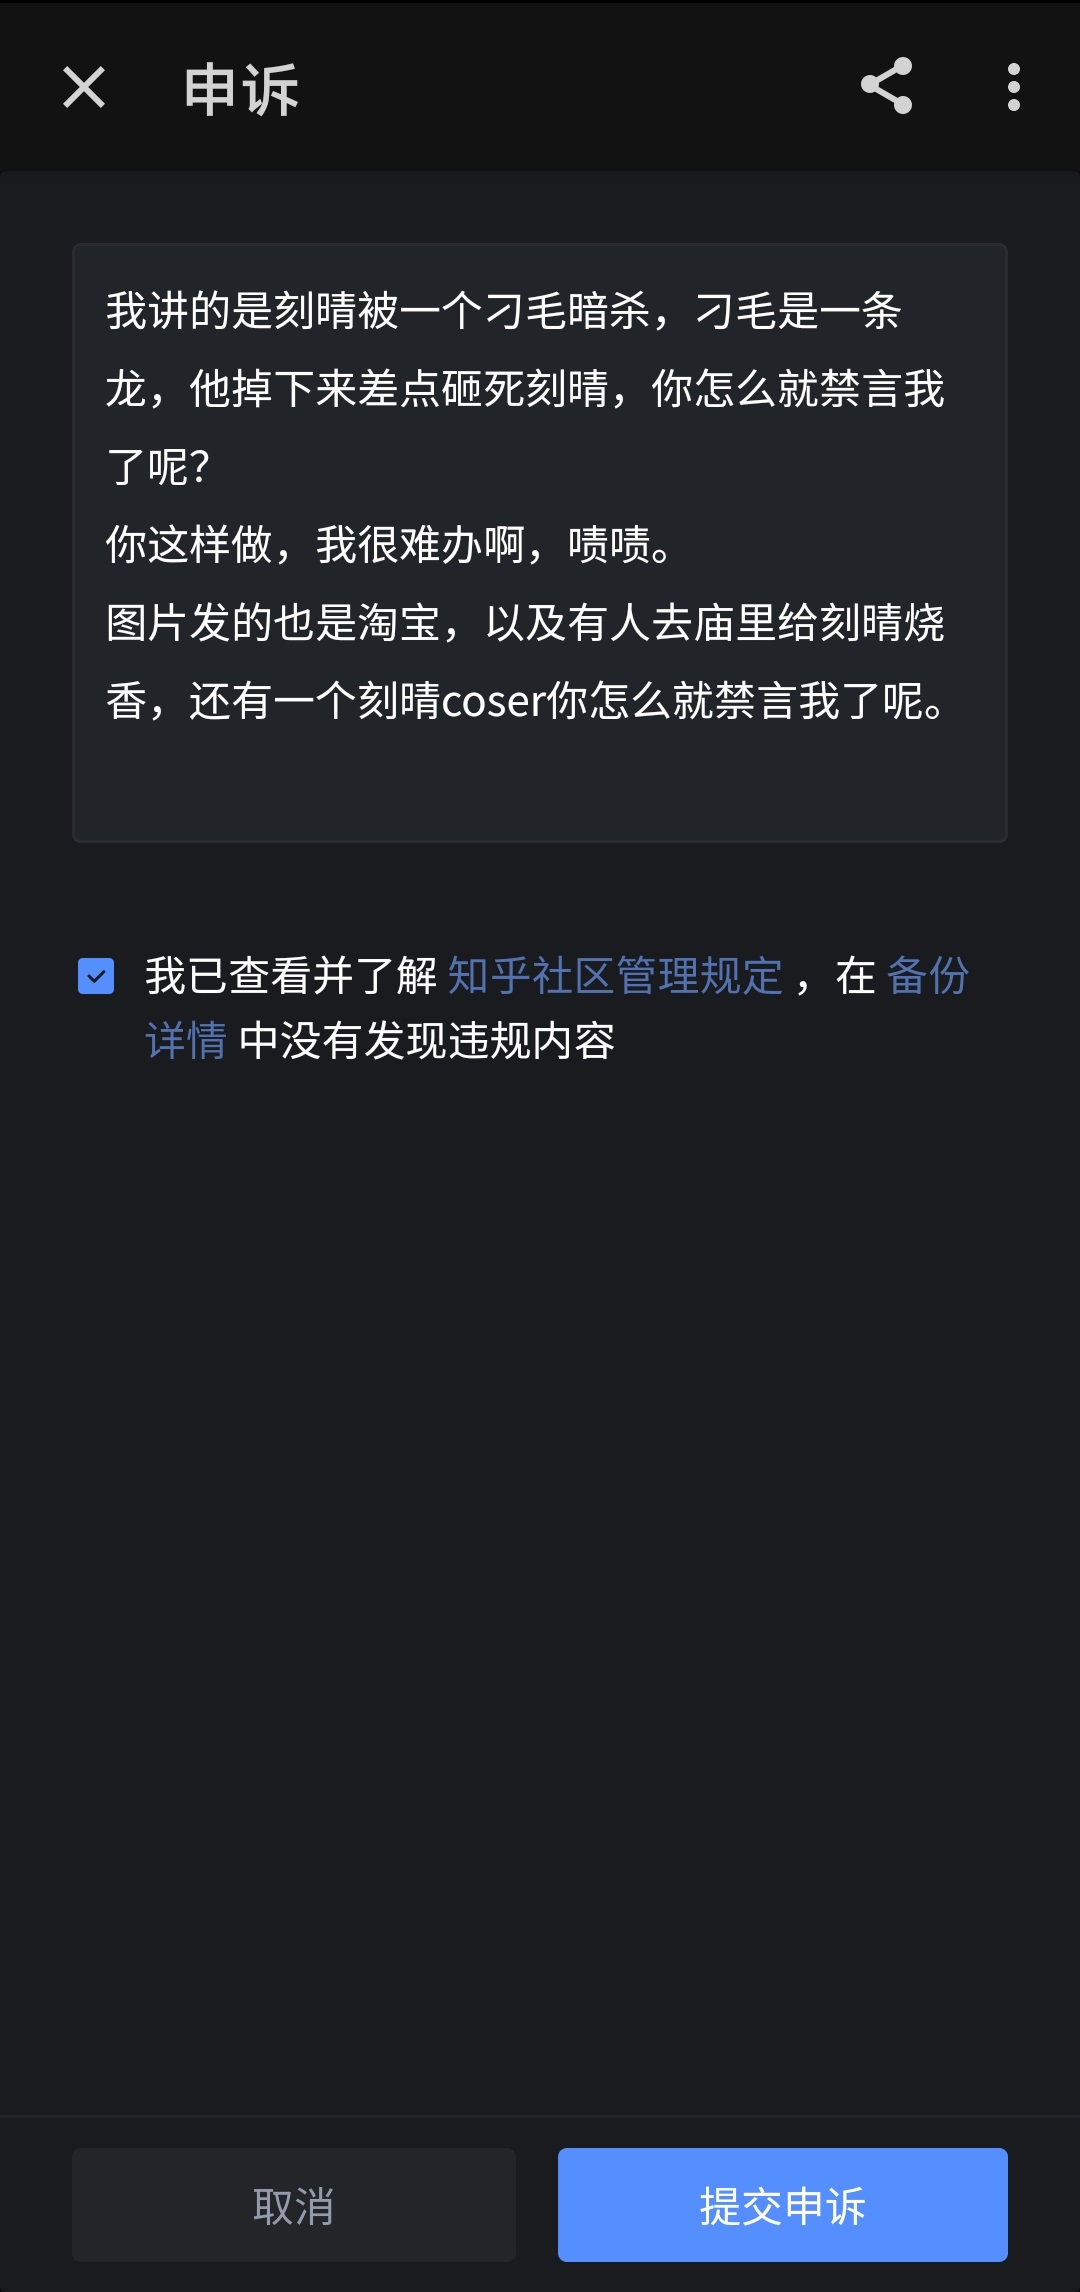 申诉
我讲的是刻晴被一个刁毛暗杀，刁毛是一条
龙，他掉下来差点砸死刻晴，你怎么就禁言我
了呢？
你这样做，我很难办啊，啧啧。
图片发的也是淘宝，以及有人去庙里给刻晴烧
香，还有一个刻晴coser你怎么就禁言我了呢。
我已查看并了解 知乎社区管理规定 ，在 备份
详情 中没有发现违规内容
取消
提交申诉